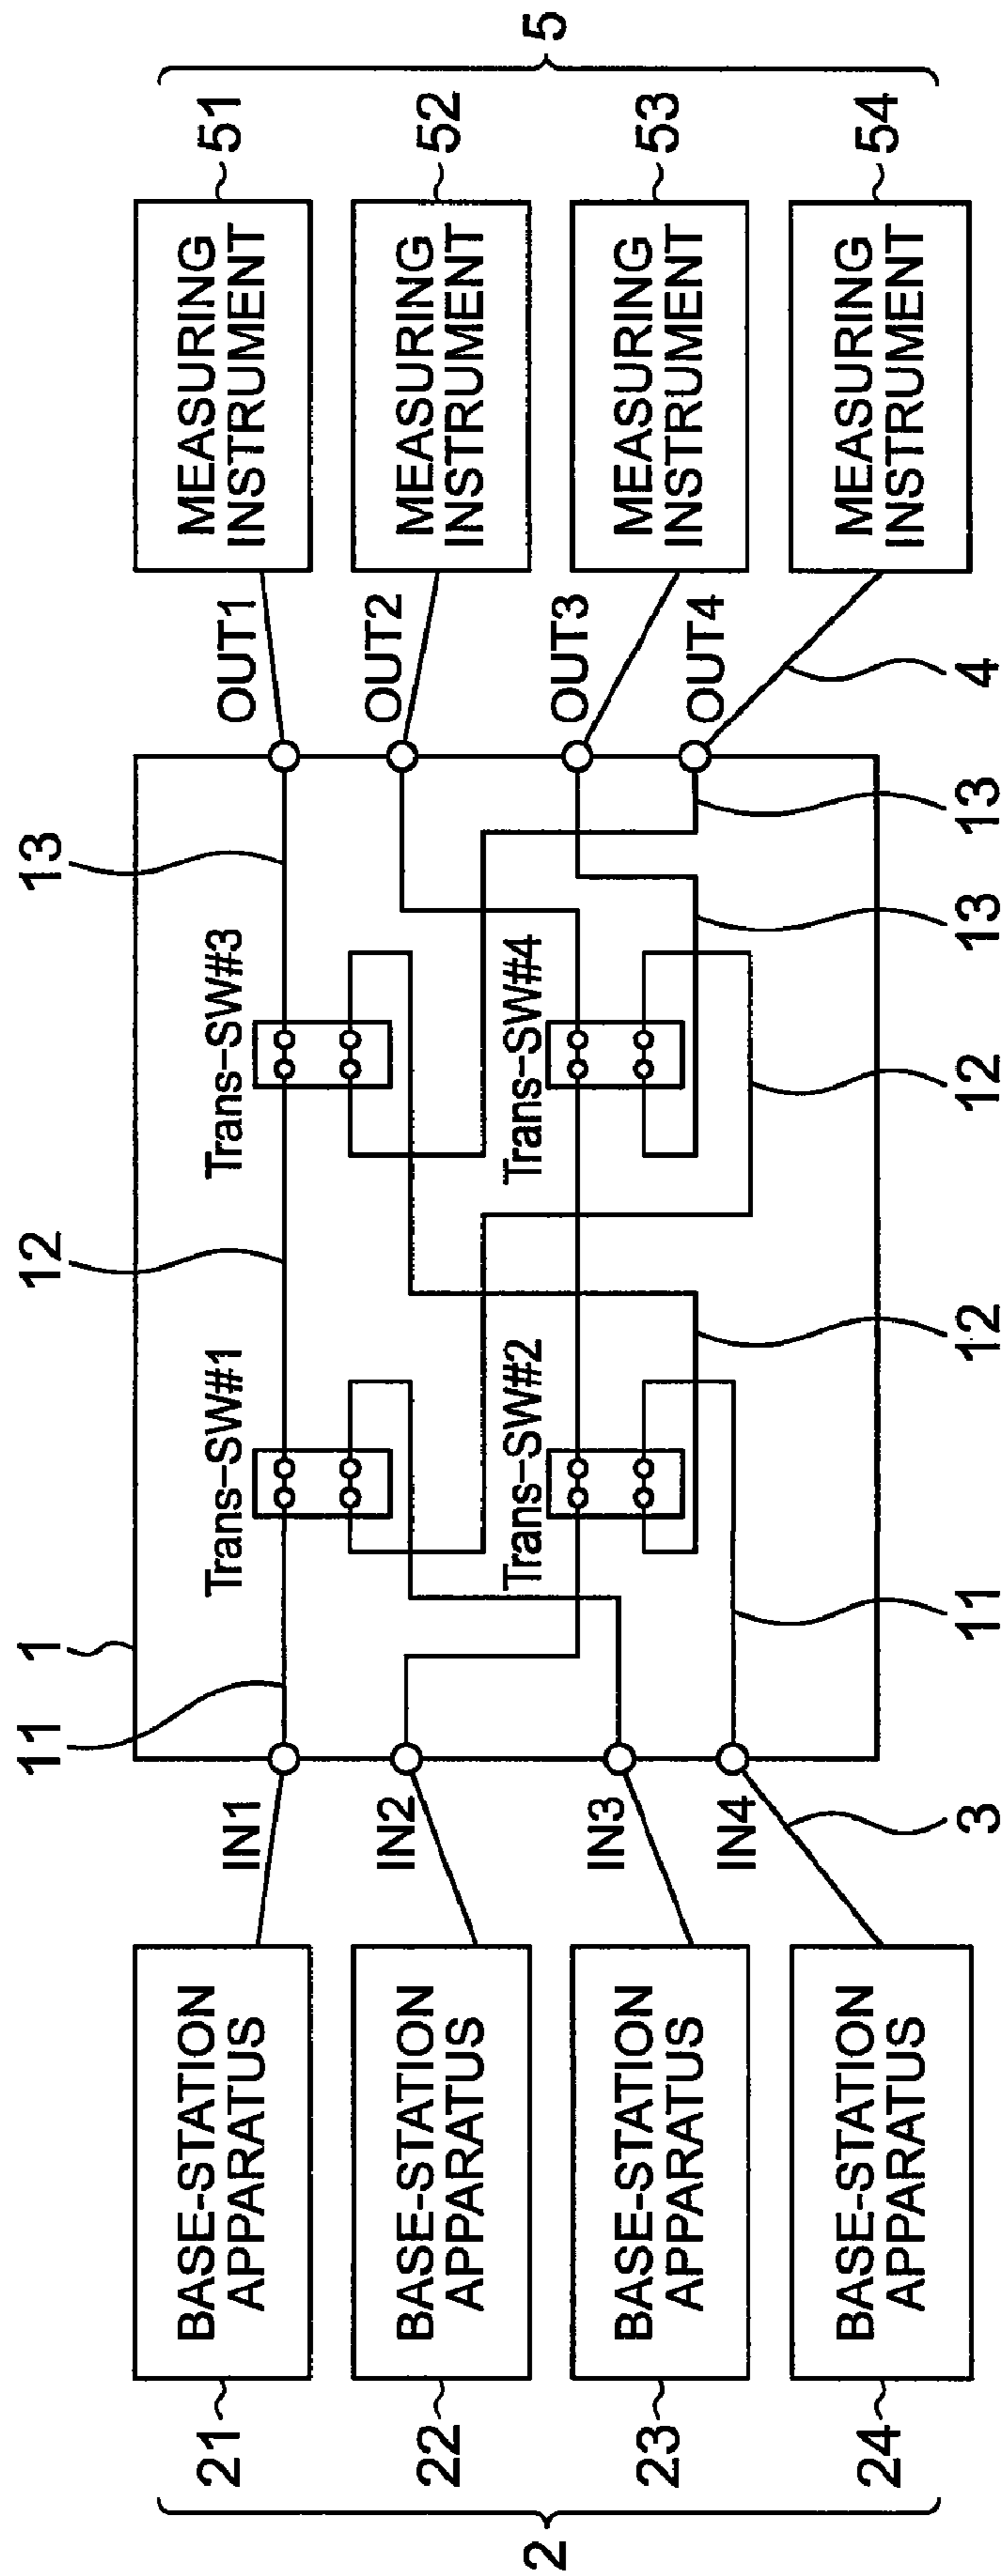 2
21
BASE-STATION
APPARATUS
22
BASE-STATION
APPARATUS
23
BASE-STATION
APPARATUS
24
BASE-STATION
APPARATUS
3
IN1
IN2
IN3
IN4
1
11
12
13
Trans-SW#1
Trans-SW#3
Trans-SW#2
Trans-SW#4
11
12
12
13
13
OUT1
OUT2
OUT3
OUT4
4
MEASURING
INSTRUMENT
51
MEASURING
INSTRUMENT
52
MEASURING
INSTRUMENT
53
MEASURING
INSTRUMENT
54
5